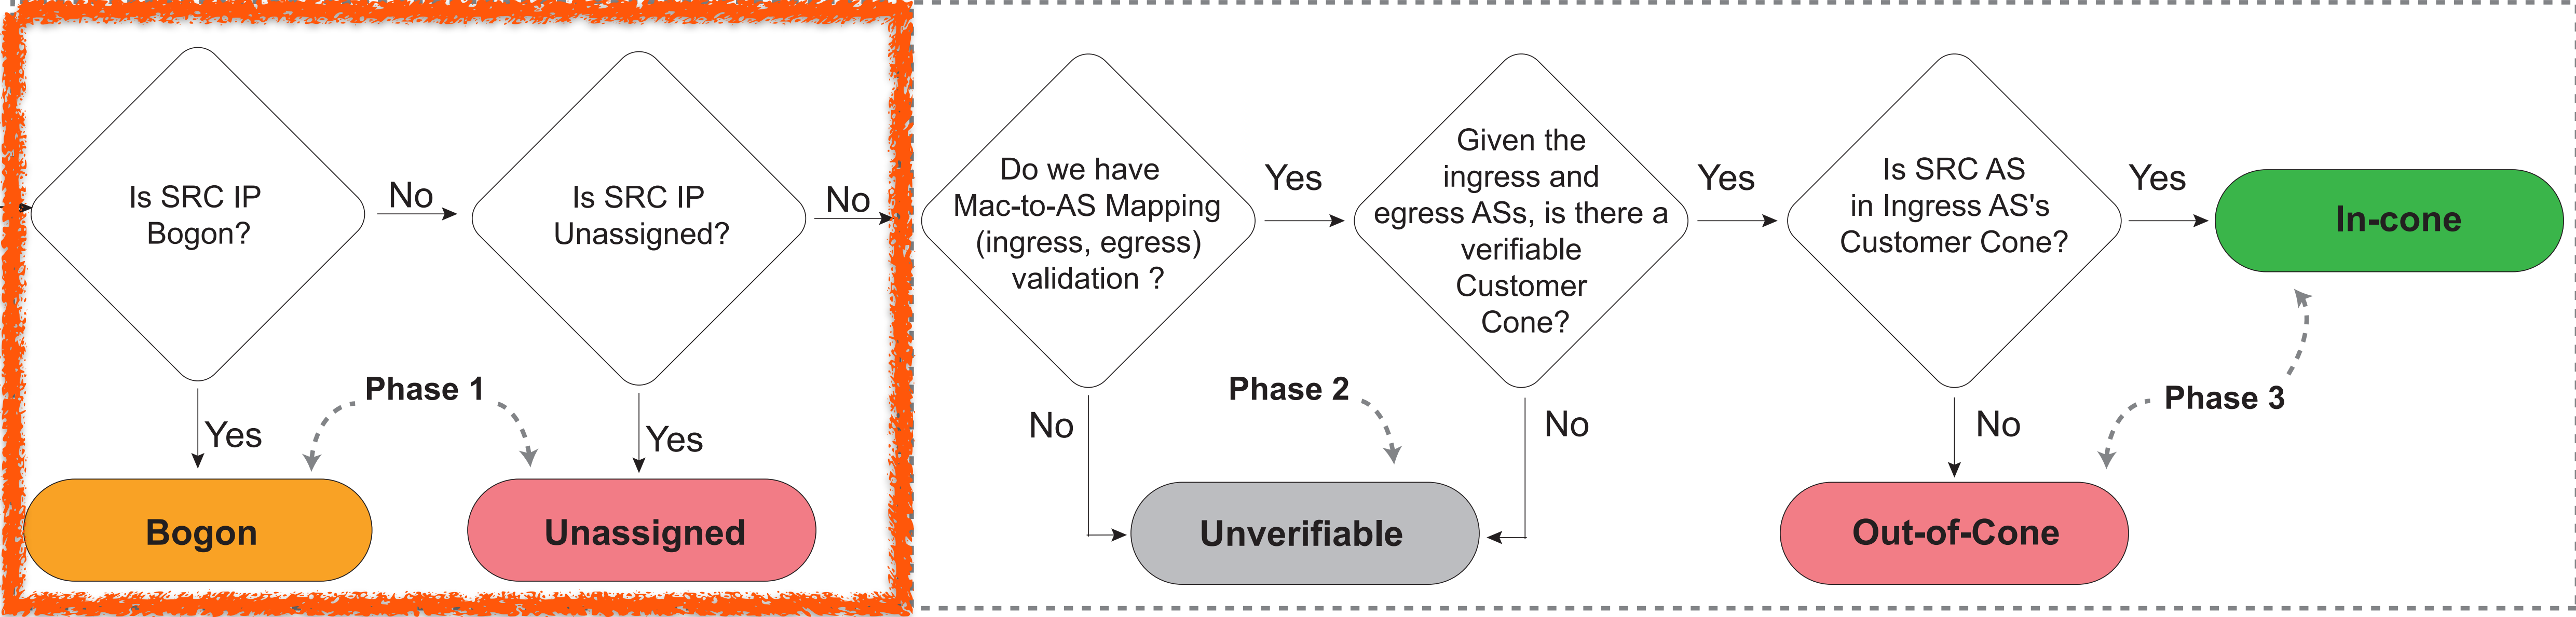 Is SRC IP
Bogon?
No
Is SRC IP
Unassigned?
No
Do we have
Mac-to-AS Mapping
(ingress, egress)
validation ?
Yes
Given the
ingress and
egress ASs, is there a
verifiable
Customer
Cone?
Yes
Is SRC AS
in Ingress AS's
Customer Cone?
Yes
In-cone
Phase 1
Yes
Yes
Phase 2
No
No
Phase 3
No
Bogon
Unassigned
Unverifiable
Out-of-Cone